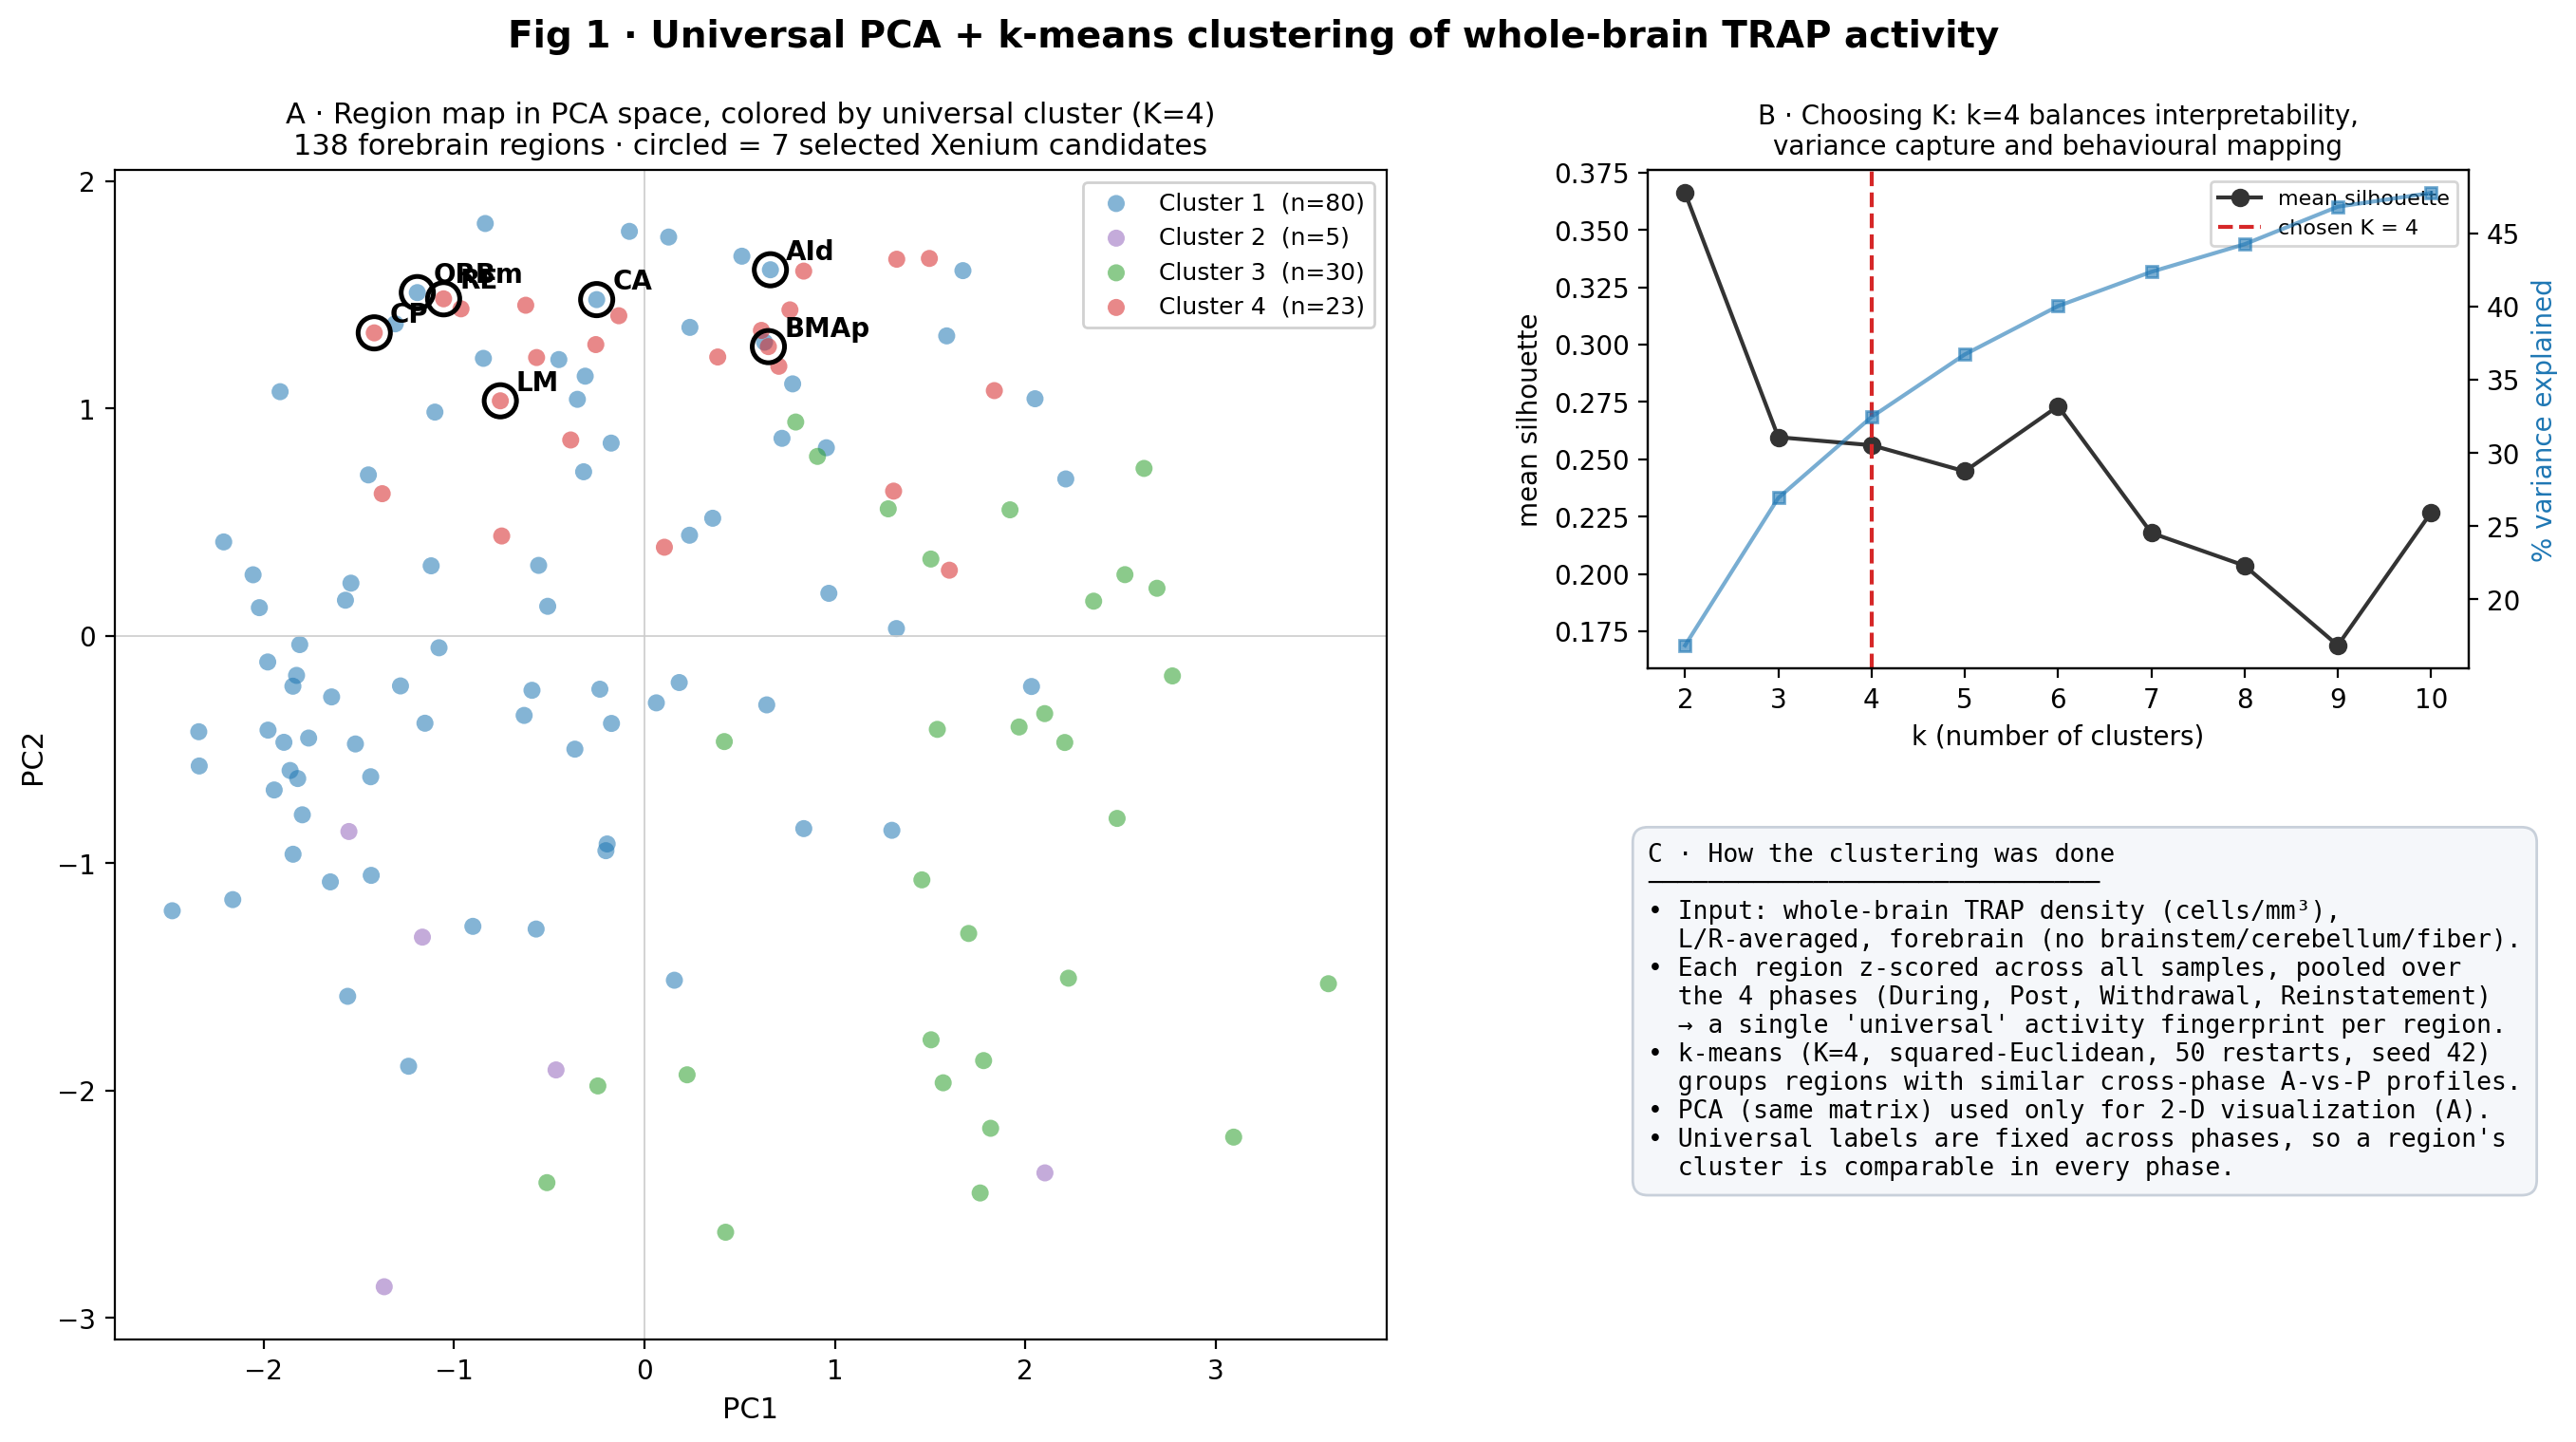 Fig 1 · Universal PCA + k-means clustering of whole-brain TRAP activity
A · Region map in PCA space, colored by universal cluster (K=4)
138 forebrain regions · circled = 7 selected Xenium candidates
2
1
0
−1
−2
−3
PC2
−2
−1
0
1
2
3
PC1
Cluster 1 (n=80)
Cluster 2 (n=5)
Cluster 3 (n=30)
Cluster 4 (n=23)
ORBm
RE
CP
CA
AId
BMAp
LM
B · Choosing K: k=4 balances interpretability,
variance capture and behavioural mapping
0.375
0.350
0.325
0.300
0.275
0.250
0.225
0.200
0.175
mean silhouette
mean silhouette
chosen K = 4
45
40
35
30
25
20
% variance explained
2
3
4
5
6
7
8
9
10
k (number of clusters)
C · How the clustering was done
• Input: whole-brain TRAP density (cells/mm³),
L/R-averaged, forebrain (no brainstem/cerebellum/fiber).
• Each region z-scored across all samples, pooled over
the 4 phases (During, Post, Withdrawal, Reinstatement)
→ a single 'universal' activity fingerprint per region.
• k-means (K=4, squared-Euclidean, 50 restarts, seed 42)
groups regions with similar cross-phase A-vs-P profiles.
• PCA (same matrix) used only for 2-D visualization (A).
• Universal labels are fixed across phases, so a region's
cluster is comparable in every phase.